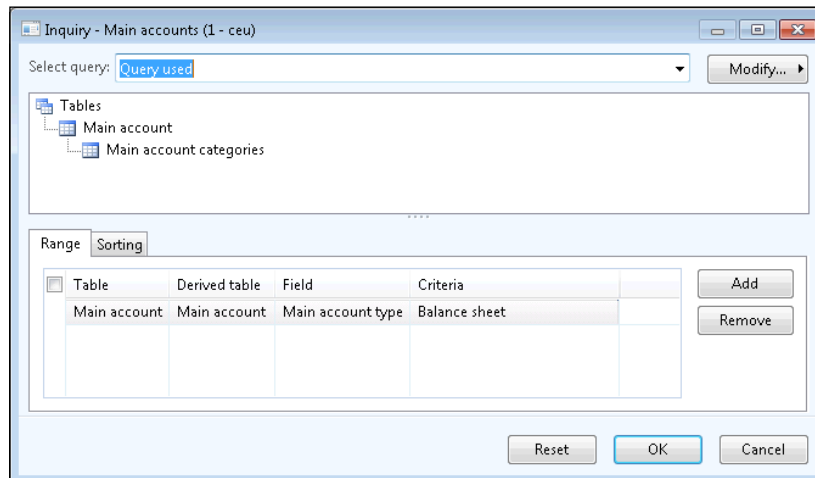 Inquiry - Main accounts (1 - ceu)
Select query: Query used Modify...
Tables
Main account
Main account categories
Range Sorting
Table Derived table Field Criteria Add
Main account Main account Main account type Balance sheet Remove
Reset OK Cancel